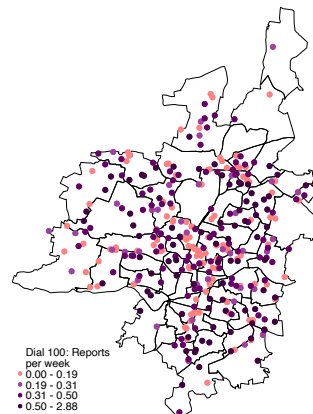 Dial 100: Reports
per week
0.00 - 0.19
0.19 - 0.31
0.31 - 0.50
0.50 - 2.88